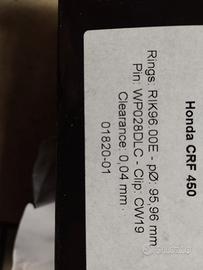 Honda CRF 450
Rings: RIK96.00E - pØ: 95,96 mm
Pin: WP028DLC - Clip: CW19
Clearance: 0,04 mm
01820-01
subito